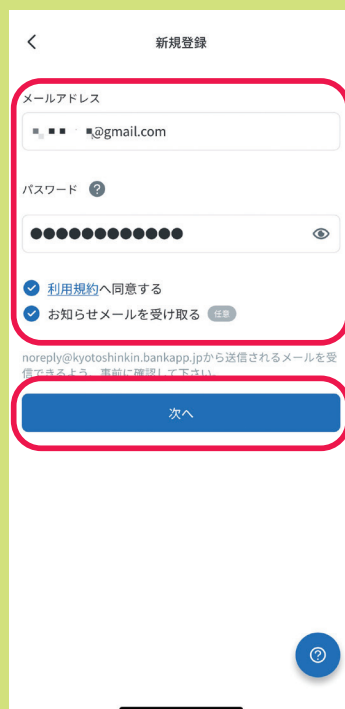 新規登録
メールアドレス
@gmail.com
パスワード ?
利用規約へ同意する
お知らせメールを受け取る 任意
noreply@kyotoshinkin.bankapp.jpから送信されるメールを受
信できるよう、事前に確認して下さい。
次へ
?